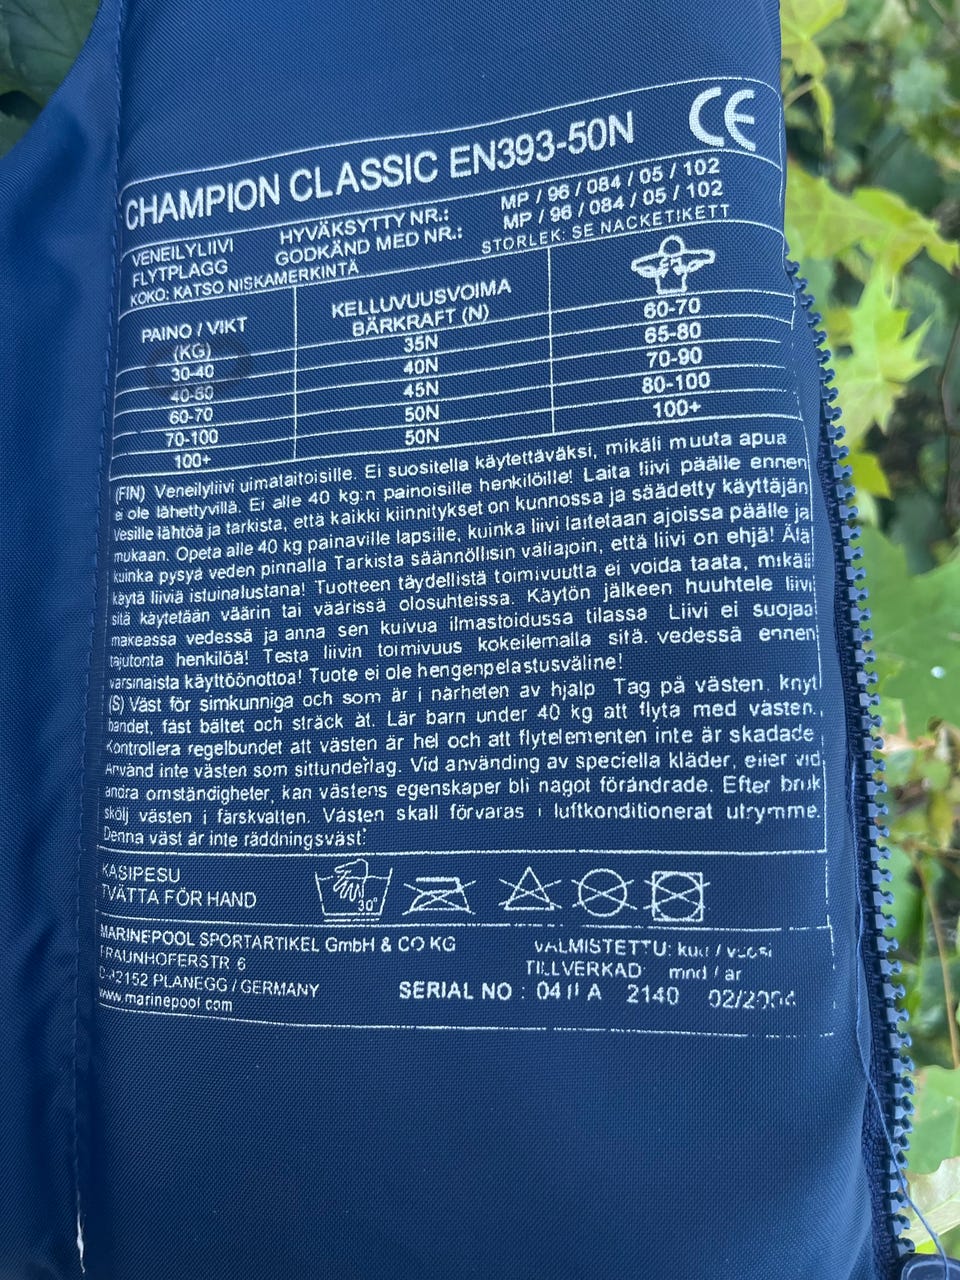 CE
CHAMPION CLASSIC EN393-50N
VENEILYLIIVI HYVÄKSYTTY NR.: MP / 96 / 084 / 05 / 102
FLYTPLAGG GODKÄND MED NR.: MP / 96 / 084 / 05 / 102
KOKO: KATSO NISKAMERKINTÄ STORLEK: SE NACKETIKETT
PAINO / VIKT (KG) KELLUVUUSVOIMA BÄRKRAFT (N)
30-40 35N 60-70
40-60 40N 65-80
60-70 45N 70-90
70-100 50N 80-100
100+ 50N 100+
(FIN) Veneilyliivi uimataitoisille. Ei suositella käytettäväksi, mikäli muuta apua
ei ole lähettyvillä. Ei alle 40 kg:n painoisille henkilöille! Laita liivi päälle ennen
vesille lähtöä ja tarkista, että kaikki kiinnitykset on kunnossa ja säädetty käyttäjän
mukaan. Opeta alle 40 kg painaville lapsille, kuinka liivi laitetaan ajoissa päälle ja
kuinka pysyä veden pinnalla Tarkista säännöllisin väliajoin, että liivi on ehjä! Älä
käytä liiviä istuinalustana! Tuotteen täydellistä toimivuutta ei voida taata, mikäli
sitä käytetään väärin tai väärissä olosuhteissa. Käytön jälkeen huuhtele liivi
makeassa vedessä ja anna sen kuivua ilmastoidussa tilassa Liivi ei suojaa
tajutonta henkilöä! Testa liivin toimivuus kokeilemalla sitä. vedessä ennen
varsinaista käyttöönottoa! Tuote ei ole hengenpelastusväline!
(S) Väst för simkunniga och som är i närheten av hjälp Tag på västen. knyt
bandet, fäst bältet och sträck åt. Lär barn under 40 kg att flyta med västen.
Kontrollera regelbundet att västen är hel och att flytelementen inte är skadade
Använd inte västen som sittunderlag. Vid använding av speciella kläder, eller vid
andra omständigheter, kan västens egenskaper bli nagot förändrade. Efter bruk
skölj västen i färskvatten. Västen skall förvaras i luftkonditionerat utrymme.
Denna väst är inte räddningsväst!
KÄSIPESU
TVÄTTA FÖR HAND 30°
MARINEPOOL SPORTARTIKEL GmbH & CO KG VALMISTETTU: kuu / vuosi
FRAUNHOFERSTR 6 TILLVERKAD mnd / år
D-82152 PLANEGG / GERMANY SERIAL NO : 2140
www.marinepool com